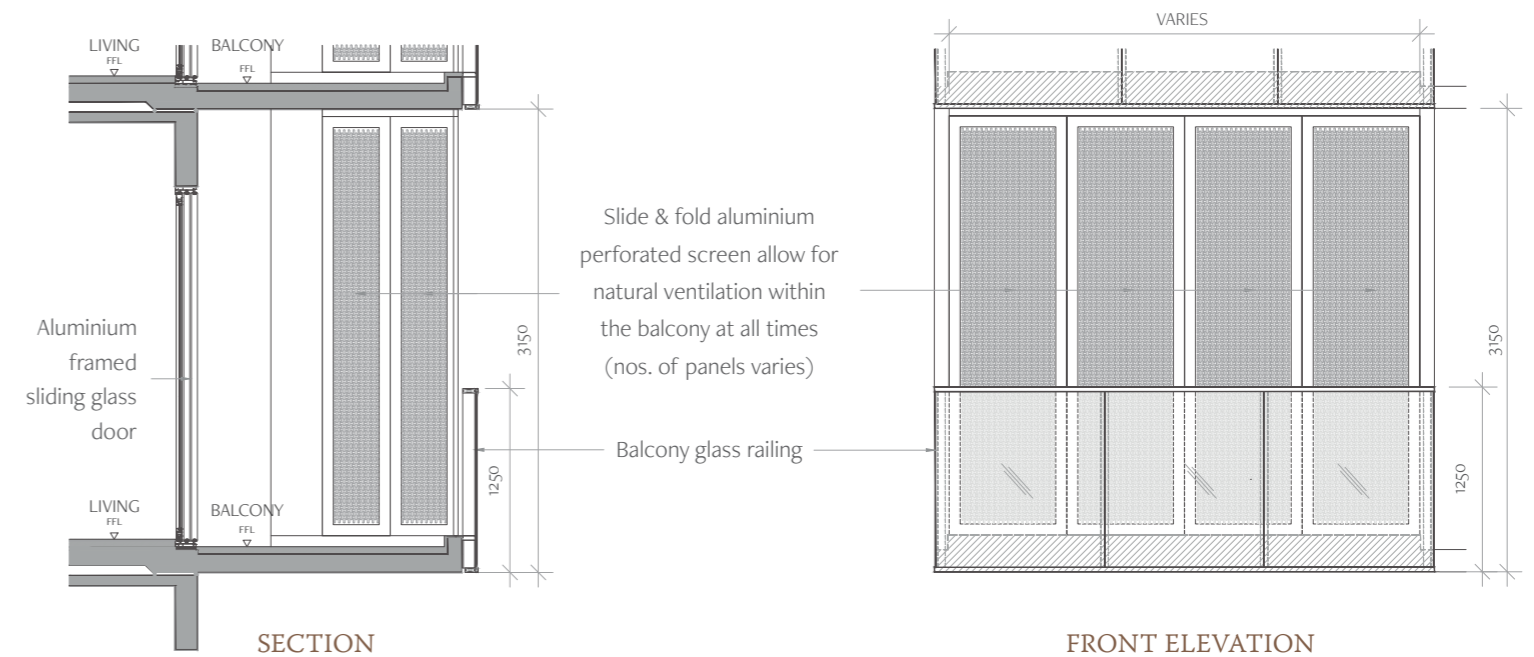 VARIES
LIVING
FFL
BALCONY
FFL
Slide & fold aluminium
perforated screen allow for
natural ventilation within
the balcony at all times
(nos. of panels varies)
Aluminium
framed
sliding glass
door
3150
3150
Balcony glass railing
1250
1250
LIVING
FFL
BALCONY
FFL
SECTION
FRONT ELEVATION